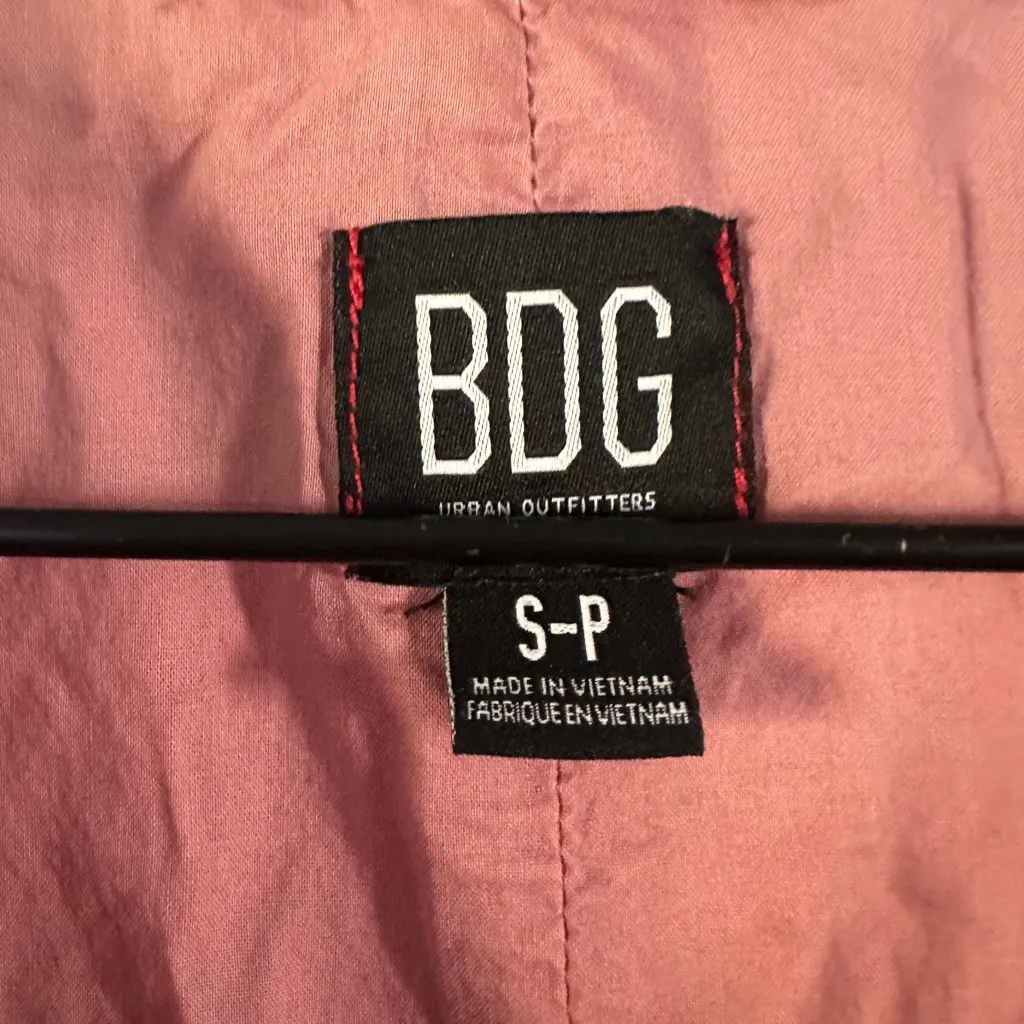 BDG
URBAN OUTFITTERS
S-P
MADE IN VIETNAM
FABRIQUE EN VIETNAM